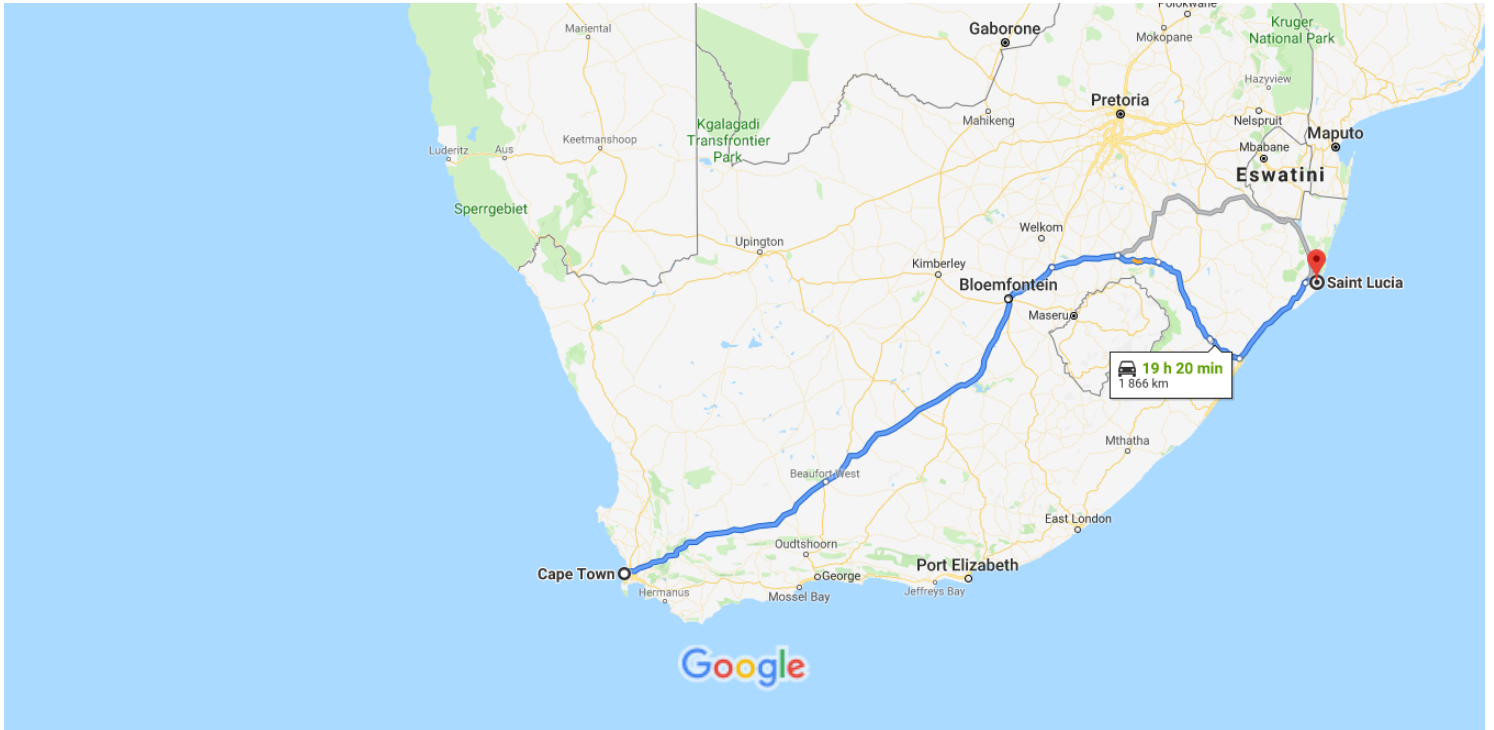 Polokwane
Mariental
Gaborone
Kruger
National Park
Mokopane
Hazyview
Pretoria
Mahikeng
Nelspruit
Kgalagadi
Transfrontier
Park
Maputo
Keetmanshoop
Luderitz
Aus
Mbabane
Eswatini
Sperrgebiet
Welkom
Upington
Kimberley
Bloemfontein
Saint Lucia
Maseru
19 h 20 min
1 866 km
Mthatha
Beaufort West
East London
Oudtshoorn
Cape Town
George
Port Elizabeth
Hermanus
Mossel Bay
Jeffreys Bay
Google